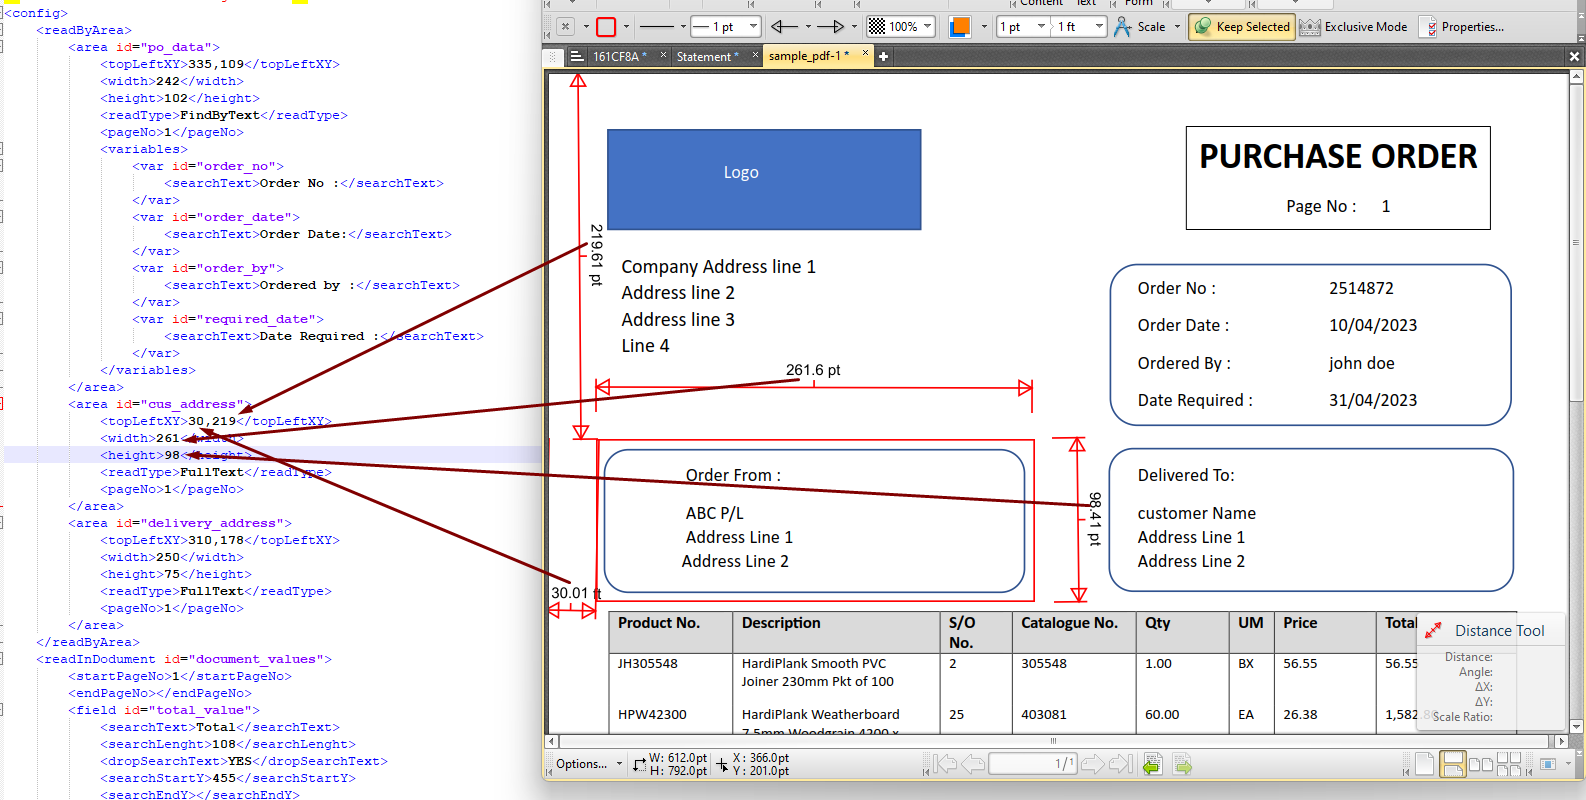 <config>
<readByArea>
<area id="po_data">
<topLeftXY>335,109</topLeftXY>
<width>242</width>
<height>102</height>
<readType>FindByText</readType>
<pageNo>1</pageNo>
<variables>
<var id="order_no">
<searchText>Order No :</searchText>
</var>
<var id="order_date">
<searchText>Order Date:</searchText>
</var>
<var id="order_by">
<searchText>Ordered by :</searchText>
</var>
<var id="required_date">
<searchText>Date Required :</searchText>
</var>
</variables>
</area>
<area id="cus_address">
<topLeftXY>30,219</topLeftXY>
<width>261</width>
<height>98</height>
<readType>FullText</readType>
<pageNo>1</pageNo>
</area>
<area id="delivery_address">
<topLeftXY>310,178</topLeftXY>
<width>250</width>
<height>75</height>
<readType>FullText</readType>
<pageNo>1</pageNo>
</area>
</readByArea>
<readInDodument id="document_values">
<startPageNo>1</startPageNo>
<endPageNo></endPageNo>
<field id="total_value">
<searchText>Total</searchText>
<searchLenght>108</searchLenght>
<dropSearchText>YES</dropSearchText>
<searchStartY>455</searchStartY>
<searchEndY></searchEndY>
Content Text Form
1 pt 100% 1 pt 1 ft Scale Keep Selected Exclusive Mode Properties...
161CF8A * Statement * sample_pdf-1 *
Logo
PURCHASE ORDER
Page No : 1
219.61 pt
Company Address line 1
Address line 2
Address line 3
Line 4
Order No : 2514872
Order Date : 10/04/2023
Ordered By : john doe
Date Required : 31/04/2023
261.6 pt
Order From :
ABC P/L
Address Line 1
Address Line 2
98.41 pt
Delivered To:
customer Name
Address Line 1
Address Line 2
30.01 ft
Product No. Description S/O No. Catalogue No. Qty UM Price Total
JH305548 HardiPlank Smooth PVC 2 305548 1.00 BX 56.55 56.55
Joiner 230mm Pkt of 100
HPW42300 HardiPlank Weatherboard 25 403081 60.00 EA 26.38 1,582.80
7.5mm Woodgrain 4200 x
Distance Tool
Distance:
Angle:
ΔX:
ΔY:
Scale Ratio:
Options... W: 612.0pt X : 366.0pt 1/1
H: 792.0pt Y : 201.0pt